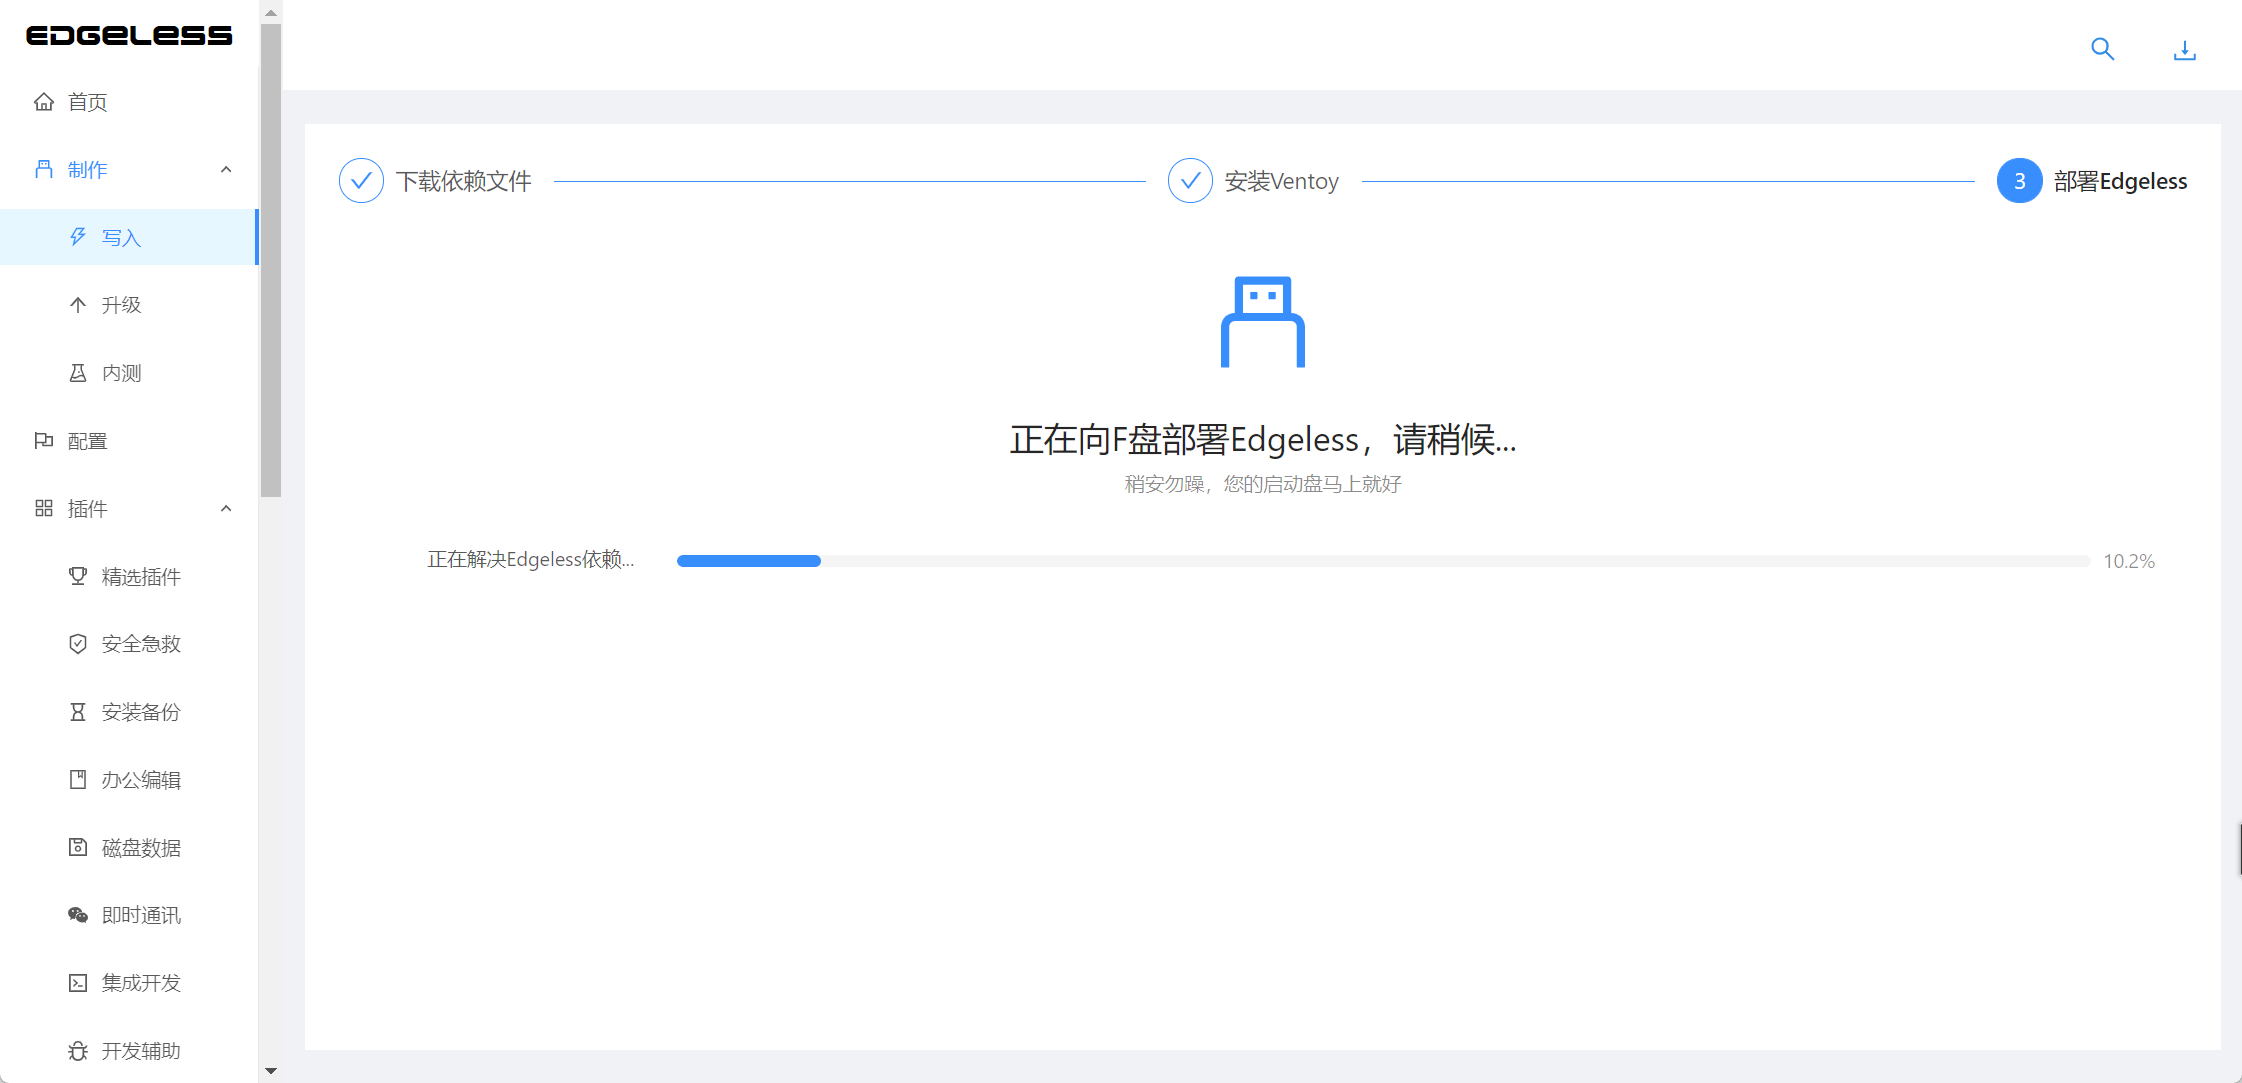 EDGELESS
首页
制作
写入
升级
内测
配置
插件
精选插件
安全急救
安装备份
办公编辑
磁盘数据
即时通讯
集成开发
开发辅助
下载依赖文件
安装Ventoy
3 部署Edgeless
正在向F盘部署Edgeless，请稍候...
稍安勿躁，您的启动盘马上就好
正在解决Edgeless依赖...
10.2%